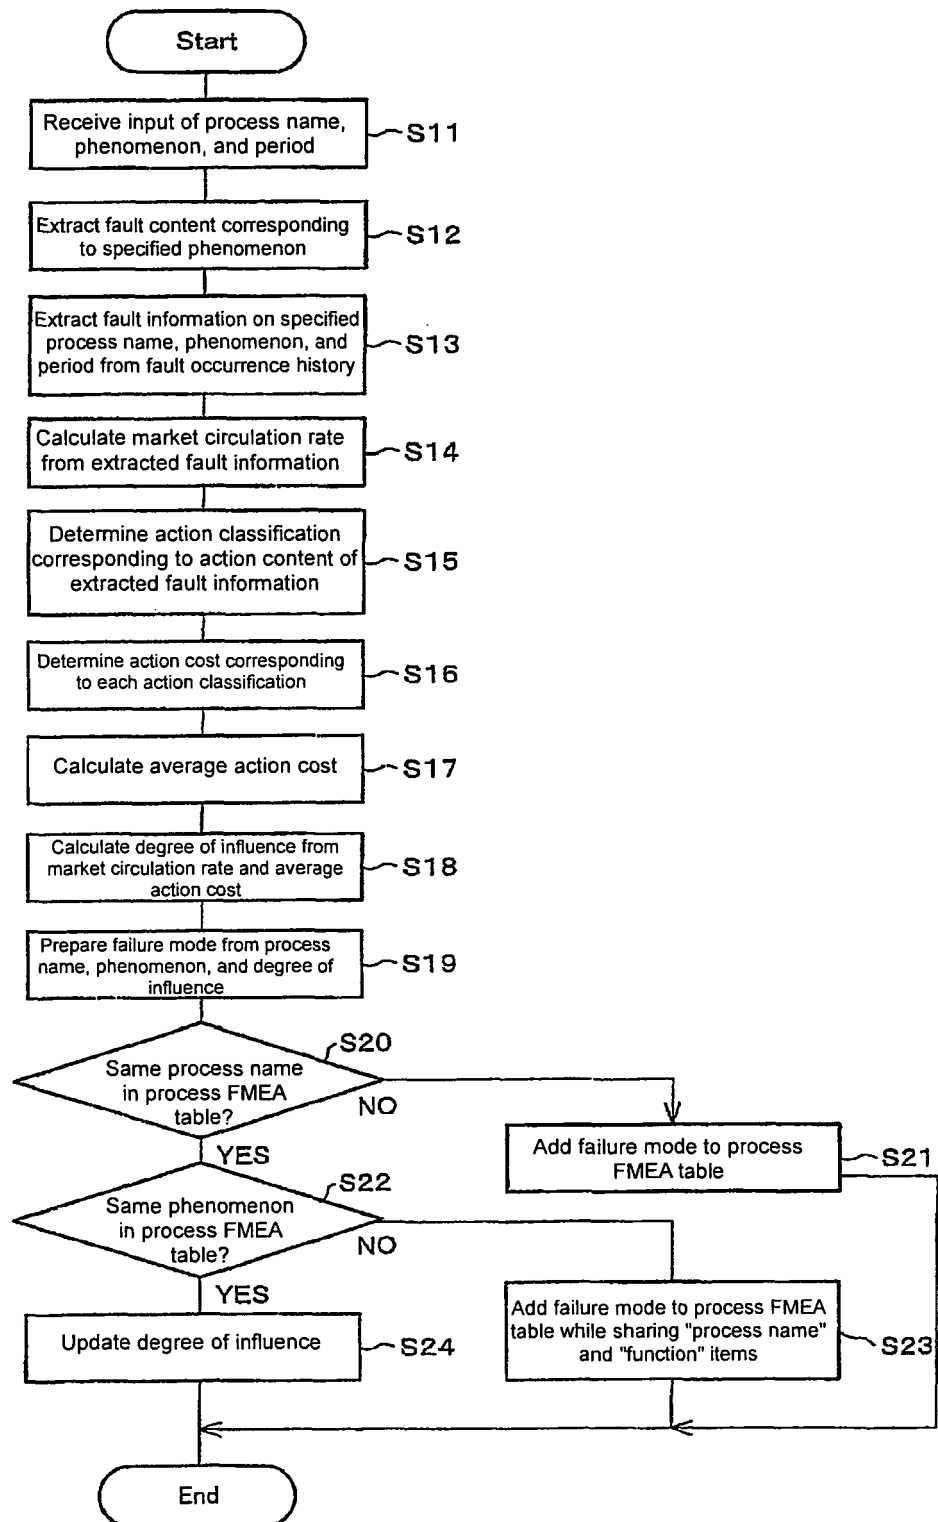 Start
Receive input of process name,
phenomenon, and period
S11
Extract fault content corresponding
to specified phenomenon
S12
Extract fault information on specified
process name, phenomenon, and
period from fault occurrence history
S13
Calculate market circulation rate
from extracted fault information
S14
Determine action classification
corresponding to action content of
extracted fault information
S15
Determine action cost corresponding
to each action classification
S16
Calculate average action cost
S17
Calculate degree of influence from
market circulation rate and average
action cost
S18
Prepare failure mode from process
name, phenomenon, and degree of
influence
S19
S20
Same process name
in process FMEA
table?
NO
YES
Add failure mode to process
FMEA table
S21
S22
Same phenomenon
in process FMEA
table?
NO
YES
Add failure mode to process FMEA
table while sharing "process name"
and "function" items
S23
Update degree of influence
S24
End